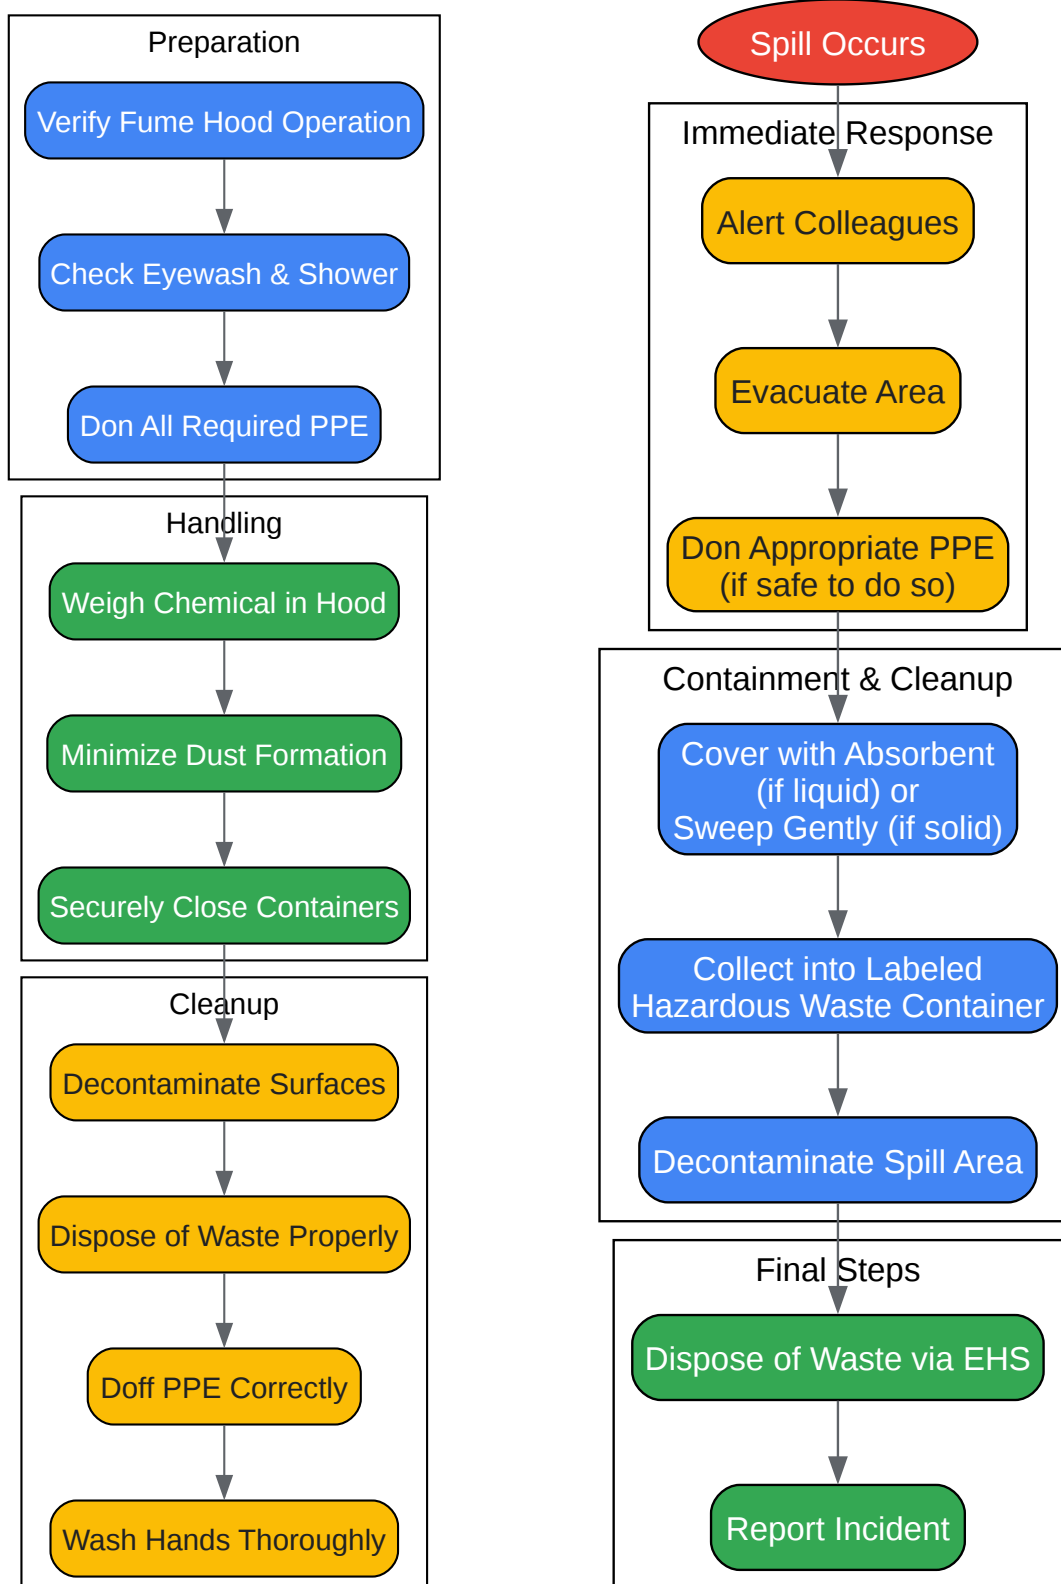 Preparation
Verify Fume Hood Operation
Check Eyewash & Shower
Don All Required PPE
Handling
Weigh Chemical in Hood
Minimize Dust Formation
Securely Close Containers
Cleanup
Decontaminate Surfaces
Dispose of Waste Properly
Doff PPE Correctly
Wash Hands Thoroughly
Spill Occurs
Immediate Response
Alert Colleagues
Evacuate Area
Don Appropriate PPE
(if safe to do so)
Containment & Cleanup
Cover with Absorbent
(if liquid) or
Sweep Gently (if solid)
Collect into Labeled
Hazardous Waste Container
Decontaminate Spill Area
Final Steps
Dispose of Waste via EHS
Report Incident